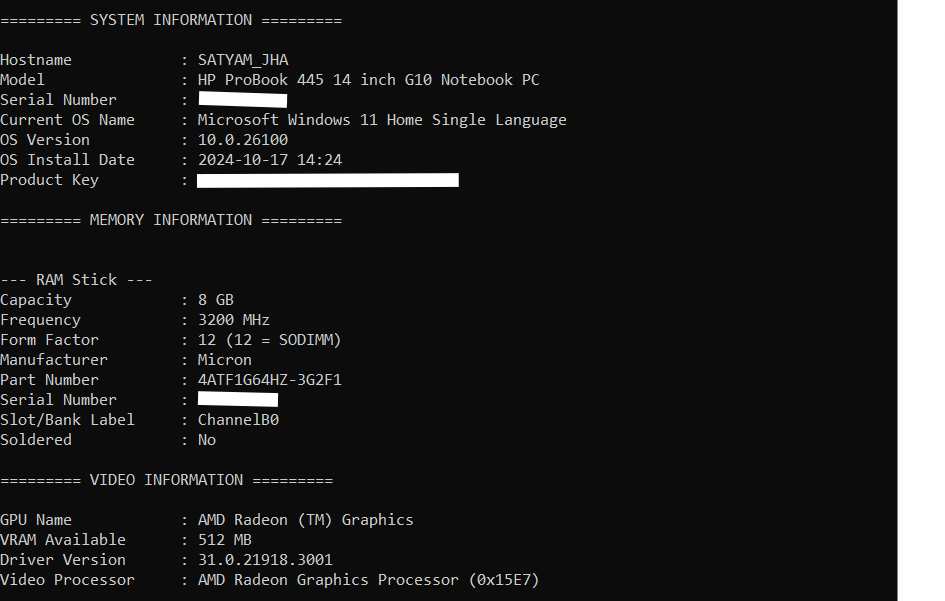 ========= SYSTEM INFORMATION =========
Hostname : SATYAM_JHA
Model : HP ProBook 445 14 inch G10 Notebook PC
Serial Number :
Current OS Name : Microsoft Windows 11 Home Single Language
OS Version : 10.0.26100
OS Install Date : 2024-10-17 14:24
Product Key :
========= MEMORY INFORMATION =========
--- RAM Stick ---
Capacity : 8 GB
Frequency : 3200 MHz
Form Factor : 12 (12 = SODIMM)
Manufacturer : Micron
Part Number : 4ATF1G64HZ-3G2F1
Serial Number :
Slot/Bank Label : ChannelB0
Soldered : No
========= VIDEO INFORMATION =========
GPU Name : AMD Radeon (TM) Graphics
VRAM Available : 512 MB
Driver Version : 31.0.21918.3001
Video Processor : AMD Radeon Graphics Processor (0x15E7)